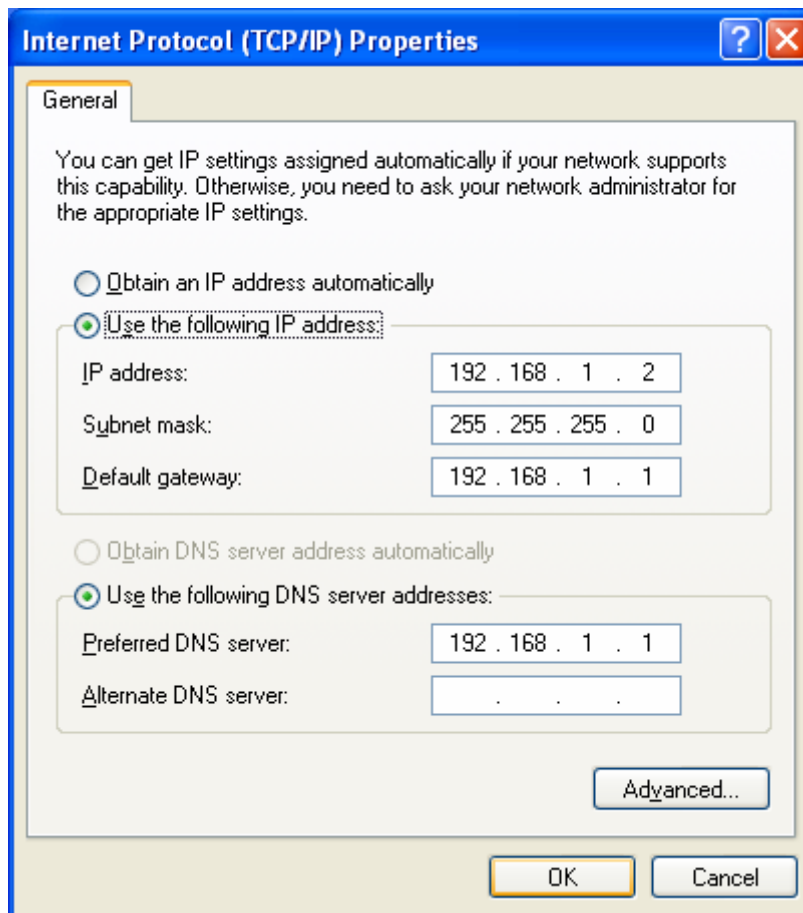 Internet Protocol (TCP/IP) Properties
General
You can get IP settings assigned automatically if your network supports
this capability. Otherwise, you need to ask your network administrator for
the appropriate IP settings.
Obtain an IP address automatically
Use the following IP address:
IP address: 192 . 168 . 1 . 2
Subnet mask: 255 . 255 . 255 . 0
Default gateway: 192 . 168 . 1 . 1
Obtain DNS server address automatically
Use the following DNS server addresses:
Preferred DNS server: 192 . 168 . 1 . 1
Alternate DNS server: . . .
Advanced...
OK Cancel